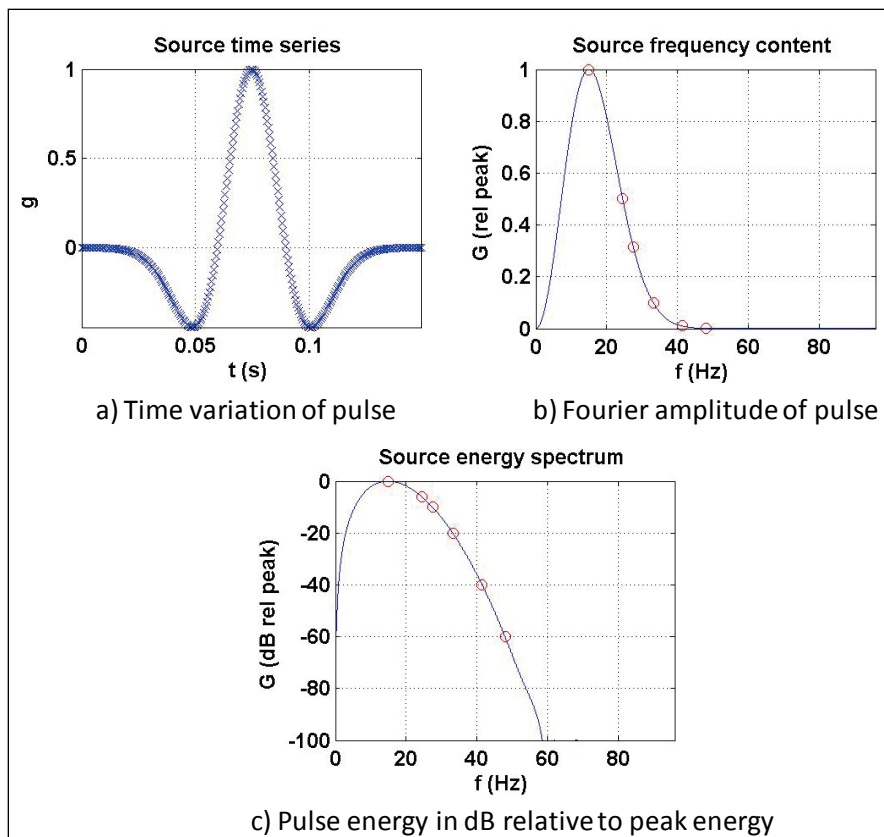 Source time series
1
0.5
0
g
0
0.05
0.1
t (s)
a) Time variation of pulse
Source frequency content
1
0.8
0.6
0.4
0.2
0
G (rel peak)
0
20
40
60
80
f (Hz)
b) Fourier amplitude of pulse
Source energy spectrum
0
-20
-40
-60
-80
-100
G (dB rel peak)
0
20
40
60
80
f (Hz)
c) Pulse energy in dB relative to peak energy